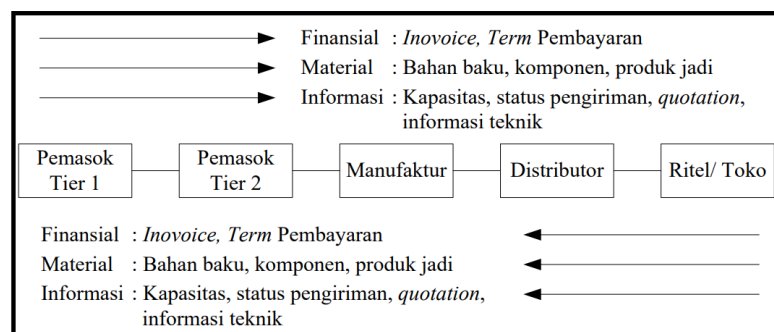 Finansial : Inovoice, Term Pembayaran
Material : Bahan baku, komponen, produk jadi
Informasi : Kapasitas, status pengiriman, quotation,
informasi teknik
Pemasok
Tier 1
Pemasok
Tier 2
Manufaktur
Distributor
Ritel/ Toko
Finansial : Inovoice, Term Pembayaran
Material : Bahan baku, komponen, produk jadi
Informasi : Kapasitas, status pengiriman, quotation,
informasi teknik